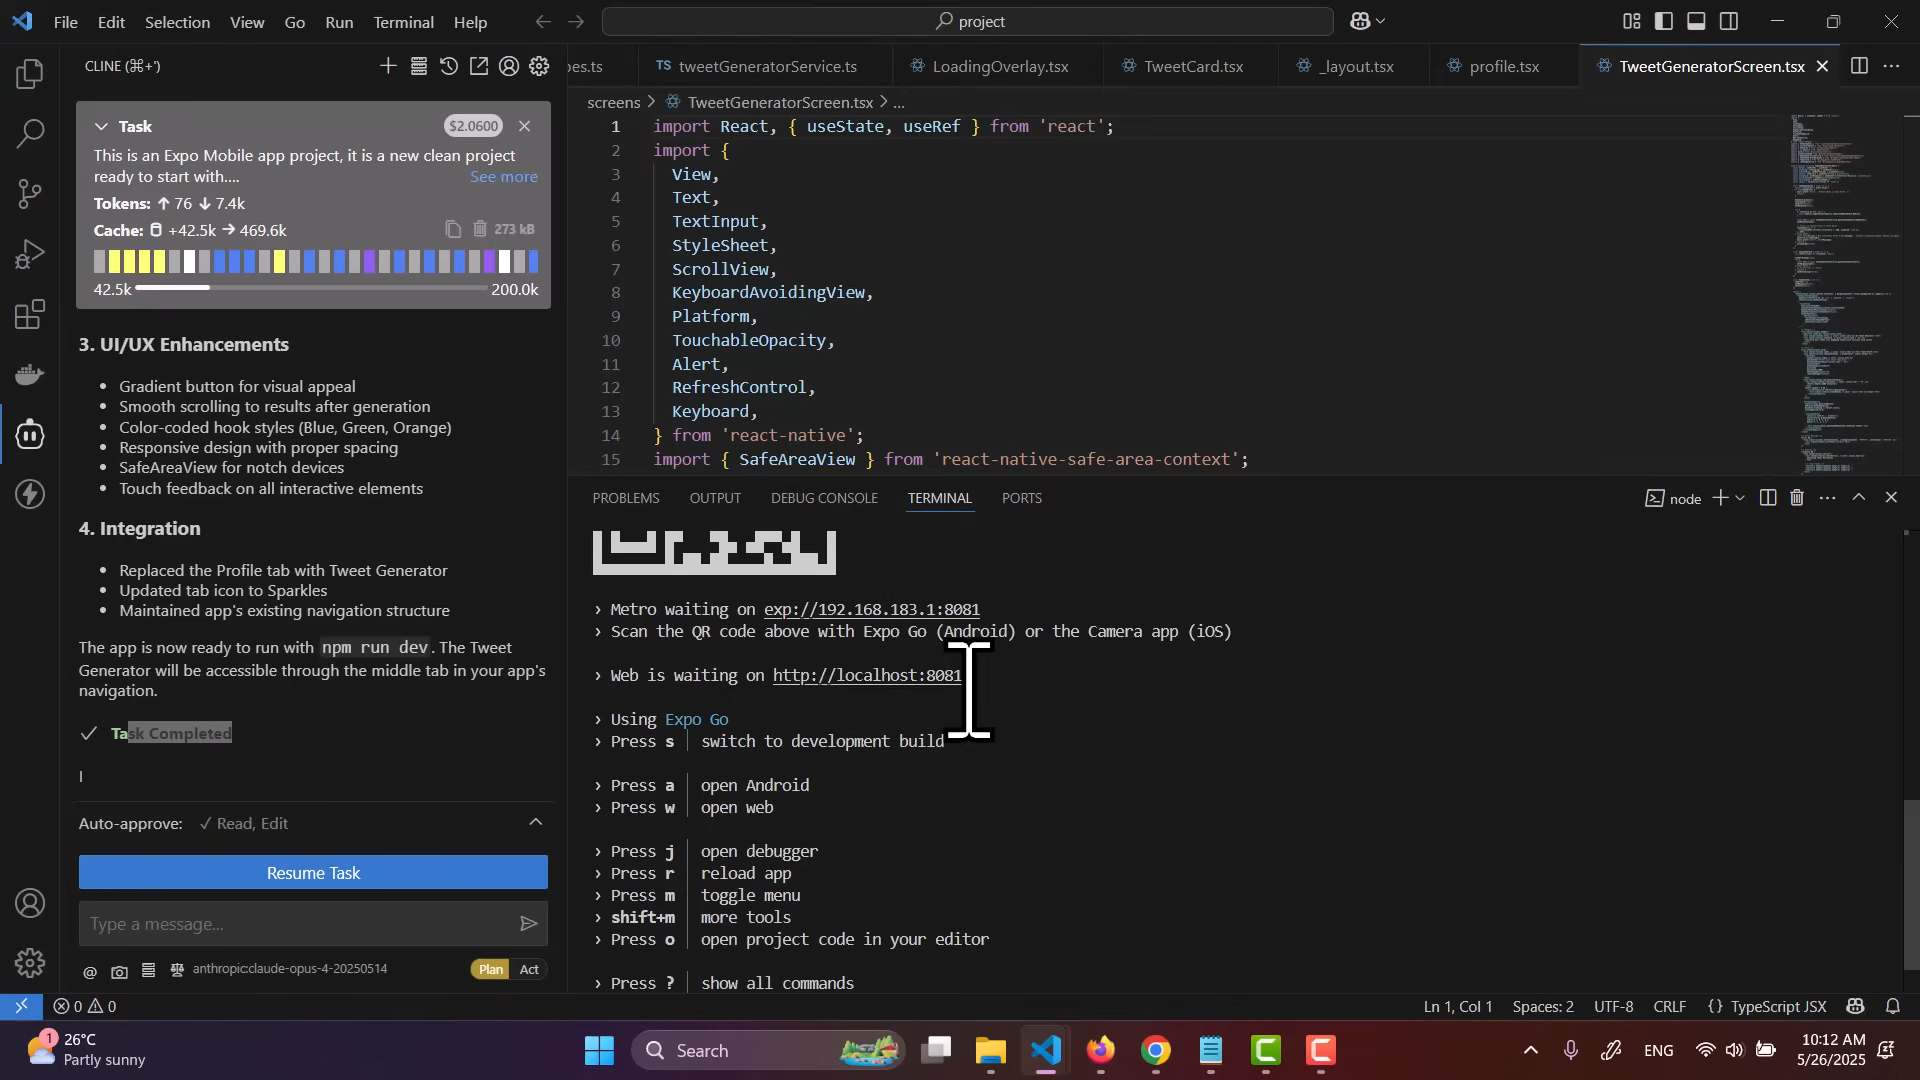 File Edit Selection View Go Run Terminal Help
project
CLINE (⌘+')
pes.ts
TS tweetGeneratorService.ts
LoadingOverlay.tsx
TweetCard.tsx
_layout.tsx
profile.tsx
TweetGeneratorScreen.tsx
Task
$2.0600
This is an Expo Mobile app project, it is a new clean project
ready to start with....
See more
Tokens: ↑ 76 ↓ 7.4k
Cache: +42.5k → 469.6k
273 kB
42.5k
200.0k
3. UI/UX Enhancements
• Gradient button for visual appeal
• Smooth scrolling to results after generation
• Color-coded hook styles (Blue, Green, Orange)
• Responsive design with proper spacing
• SafeAreaView for notch devices
• Touch feedback on all interactive elements
4. Integration
• Replaced the Profile tab with Tweet Generator
• Updated tab icon to Sparkles
• Maintained app's existing navigation structure
The app is now ready to run with npm run dev. The Tweet
Generator will be accessible through the middle tab in your app's
navigation.
Task Completed
Auto-approve: ✓ Read, Edit
Resume Task
Type a message...
@ anthropic:claude-opus-4-20250514
Plan Act
screens > TweetGeneratorScreen.tsx > ...
1 import React, { useState, useRef } from 'react';
2 import {
3 View,
4 Text,
5 TextInput,
6 StyleSheet,
7 ScrollView,
8 KeyboardAvoidingView,
9 Platform,
10 TouchableOpacity,
11 Alert,
12 RefreshControl,
13 Keyboard,
14 } from 'react-native';
15 import { SafeAreaView } from 'react-native-safe-area-context';
PROBLEMS OUTPUT DEBUG CONSOLE TERMINAL PORTS
node
› Metro waiting on exp://192.168.183.1:8081
› Scan the QR code above with Expo Go (Android) or the Camera app (iOS)
› Web is waiting on http://localhost:8081
› Using Expo Go
› Press s │ switch to development build
› Press a │ open Android
› Press w │ open web
› Press j │ open debugger
› Press r │ reload app
› Press m │ toggle menu
› shift+m │ more tools
› Press o │ open project code in your editor
› Press ? │ show all commands
0 0
Ln 1, Col 1 Spaces: 2 UTF-8 CRLF {} TypeScript JSX
1
26°C
Partly sunny
Search
ENG
10:12 AM
5/26/2025